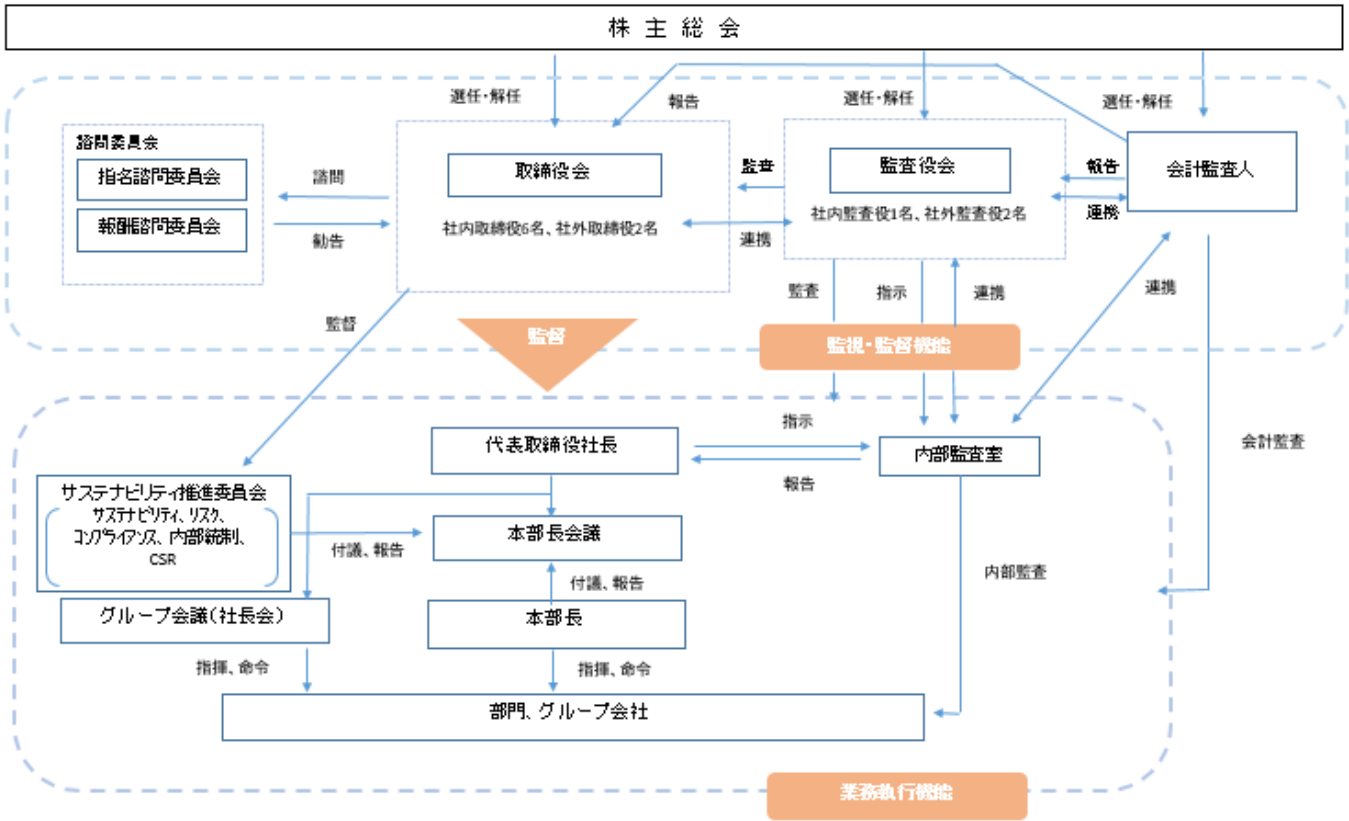 株主総会
選任・解任
報告
選任・解任
選任・解任
諮問委員会
指名諮問委員会
報酬諮問委員会
諮問
勧告
取締役会
社内取締役6名、社外取締役2名
監査
連携
監査役会
社内監査役1名、社外監査役2名
報告
連携
会計監査人
監督
監査
指示
連携
連携
監督
監視・監督機能
代表取締役社長
指示
報告
内部監査室
会計監査
サステナビリティ推進委員会
サステナビリティ、リスク、
コンプライアンス、内部統制、
CSR
付議、報告
本部長会議
付議、報告
内部監査
グループ会議（社長会）
本部長
指揮、命令
指揮、命令
部門、グループ会社
業務執行機能